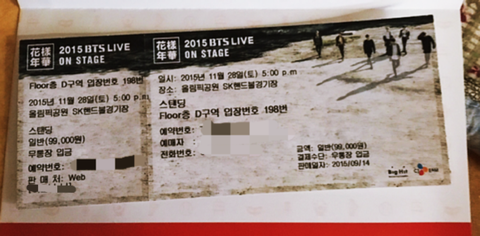 花樣
年華
2015 BTS LIVE
ON STAGE
Floor층 D구역 입장번호 198번
2015년 11월 28일(토) 5:00 p.m
올림픽공원 SK핸드볼경기장
스탠딩
일반(99,000원)
무통장 입금
예약번호:
판 매 처: Web
花樣
年華
2015 BTS LIVE
ON STAGE
일시: 2015년 11월 28일(토) 5:00 p.m
장소: 올림픽공원 SK핸드볼경기장
스탠딩
Floor층 D구역 입장번호 198번
예약번호:
예매자 :
전화번호:
금액: 일반(99,000원)
결제수단: 무통장 입금
판매일자: 2015/09/14
Big Hit
CJ